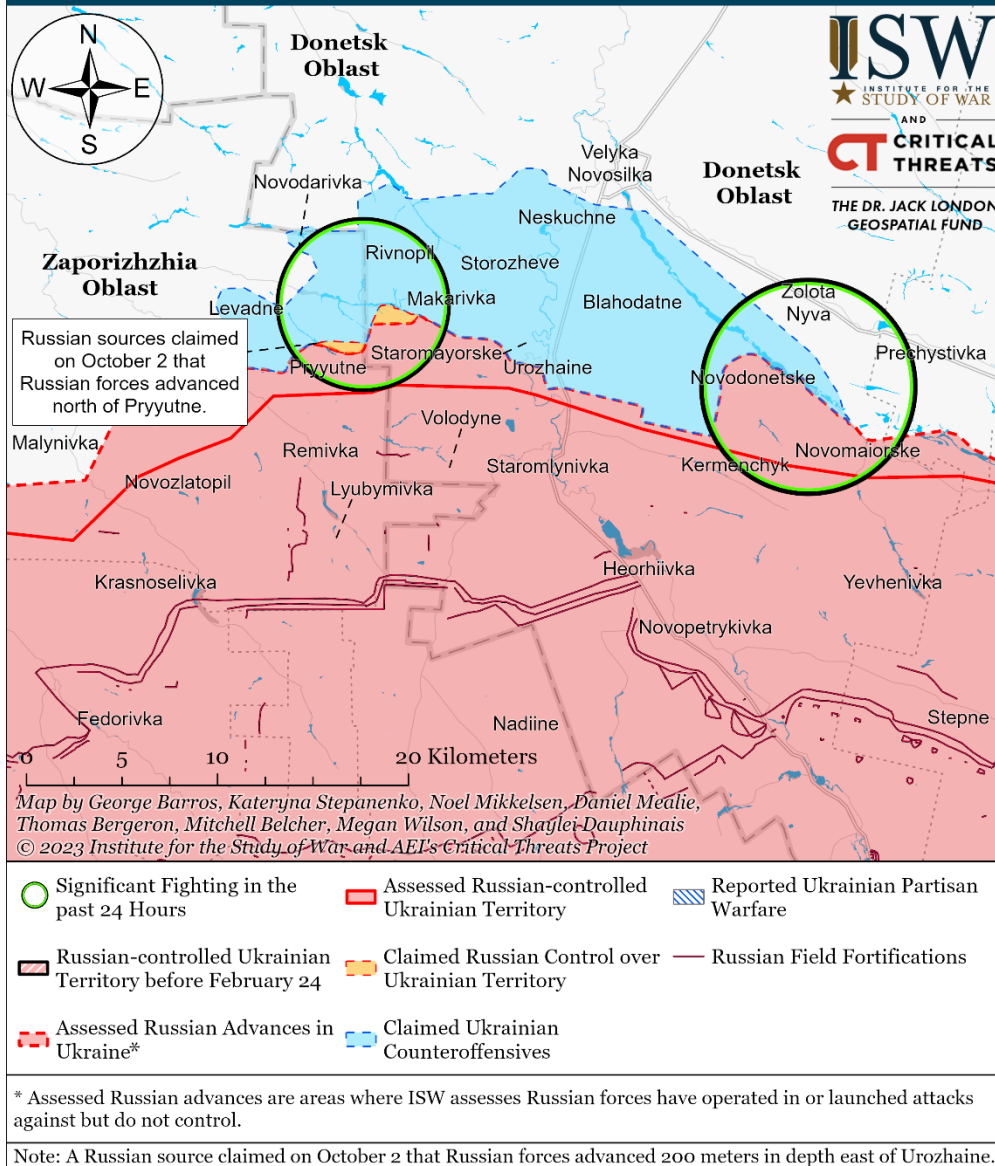 N
W E
S
Donetsk
Oblast
ISW
INSTITUTE FOR THE
STUDY OF WAR
AND
CT CRITICAL
THREATS
THE DR. JACK LONDON
GEOSPATIAL FUND
Velyka
Novosilka
Novodarivka
Donetsk
Oblast
Neskuchne
Rivnopil
Storozheve
Zaporizhzhia
Oblast
Makarivka
Blahodatne
Zolota
Nyva
Levadne
Russian sources claimed
on October 2 that
Russian forces advanced
north of Pryyutne.
Pryyutne
Staromayorske
Urozhaine
Novodonetske
Prechystivka
Malynivka
Volodyne
Remivka
Novomaiorske
Kermenchyk
Staromlynivka
Novozlatopil
Lyubymivka
Heorhiivka
Krasnoselivka
Yevhenivka
Novopetrykivka
Fedorivka
Nadiine
Stepne
0 5 10 20 Kilometers
Map by George Barros, Kateryna Stepanenko, Noel Mikkelsen, Daniel Mealie,
Thomas Bergeron, Mitchell Belcher, Megan Wilson, and Shaylei Dauphinais
© 2023 Institute for the Study of War and AEI's Critical Threats Project
Significant Fighting in the
past 24 Hours
Assessed Russian-controlled
Ukrainian Territory
Reported Ukrainian Partisan
Warfare
Russian-controlled Ukrainian
Territory before February 24
Claimed Russian Control over
Ukrainian Territory
Russian Field Fortifications
Assessed Russian Advances in
Ukraine*
Claimed Ukrainian
Counteroffensives
* Assessed Russian advances are areas where ISW assesses Russian forces have operated in or launched attacks
against but do not control.
Note: A Russian source claimed on October 2 that Russian forces advanced 200 meters in depth east of Urozhaine.